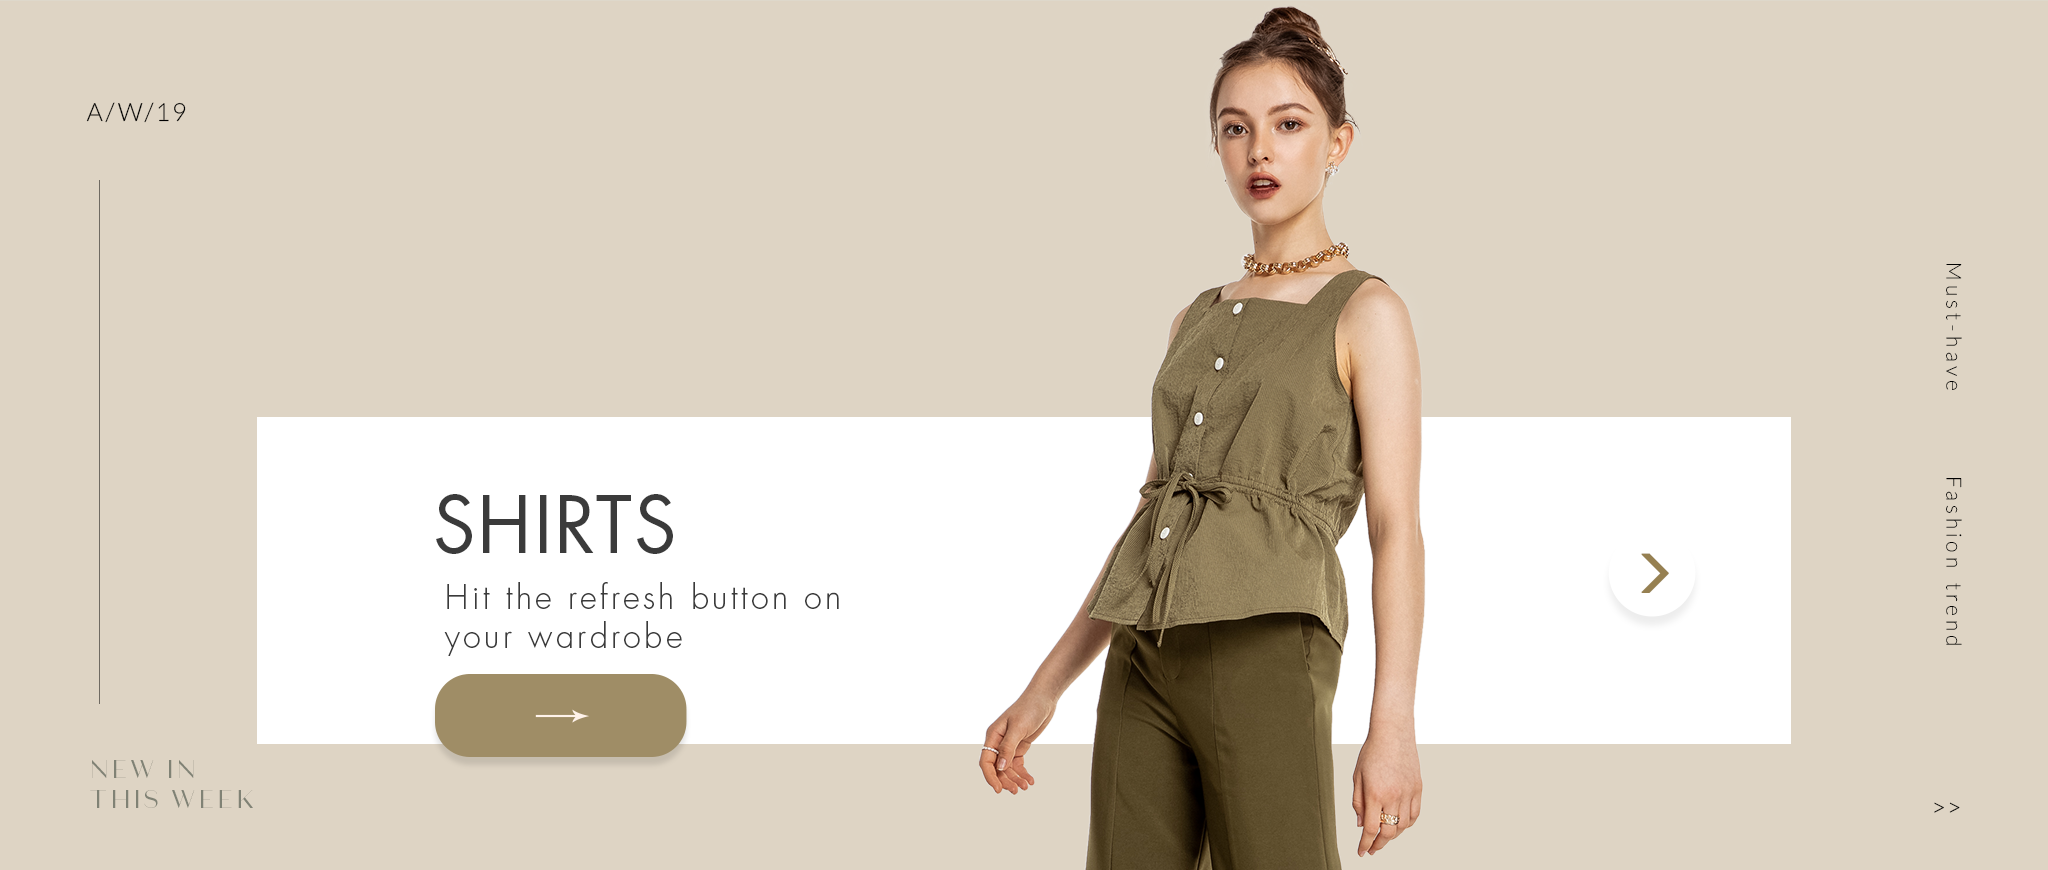 A/W/19
SHIRTS
Hit the refresh button on
your wardrobe
NEW IN
THIS WEEK
Must-have
Fashion trend
>>